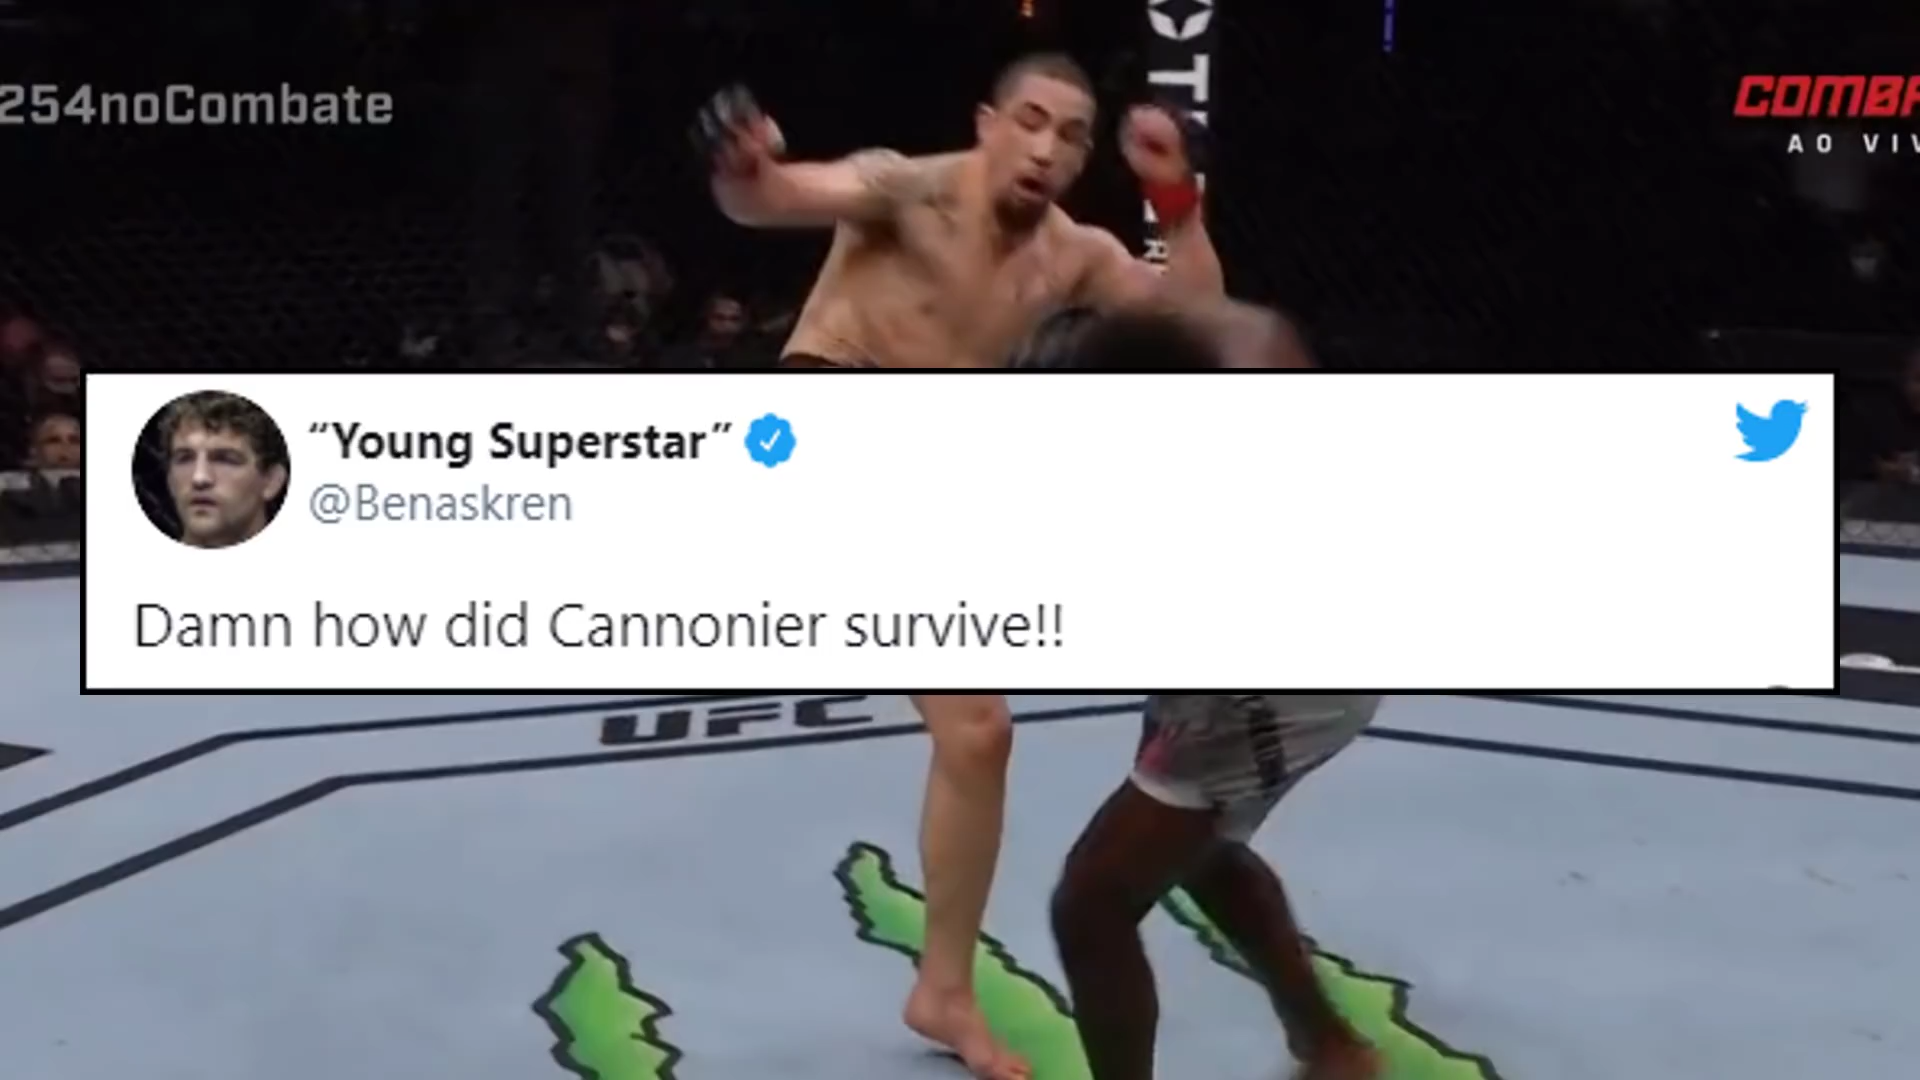 254noCombate
COMBA
AO VIV
“Young Superstar”
@Benaskren
Damn how did Cannonier survive!!
UFC